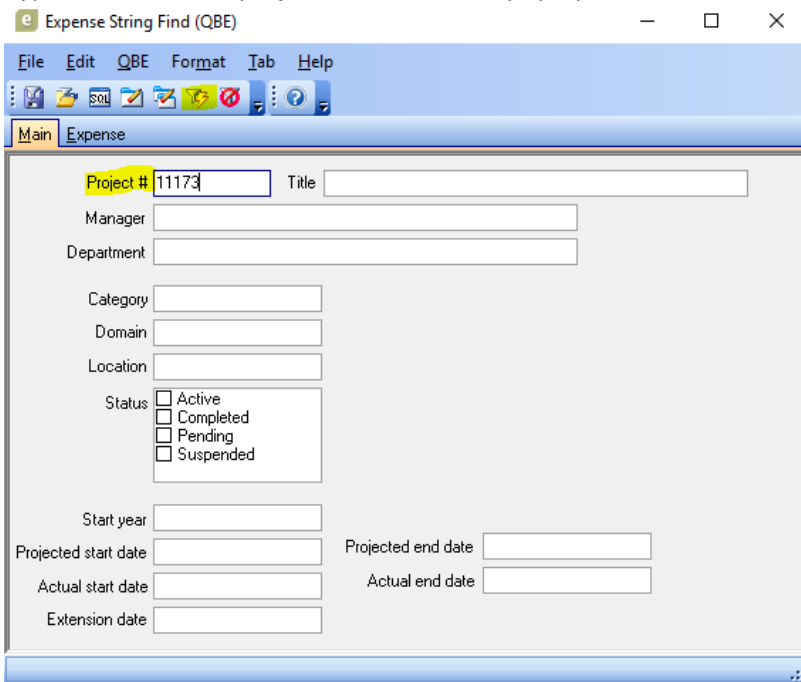 Expense String Find (QBE)
File Edit QBE Format Tab Help
SQL
Main Expense
Project # 11173 Title
Manager
Department
Category
Domain
Location
Status Active
Completed
Pending
Suspended
Start year
Projected start date Projected end date
Actual start date Actual end date
Extension date